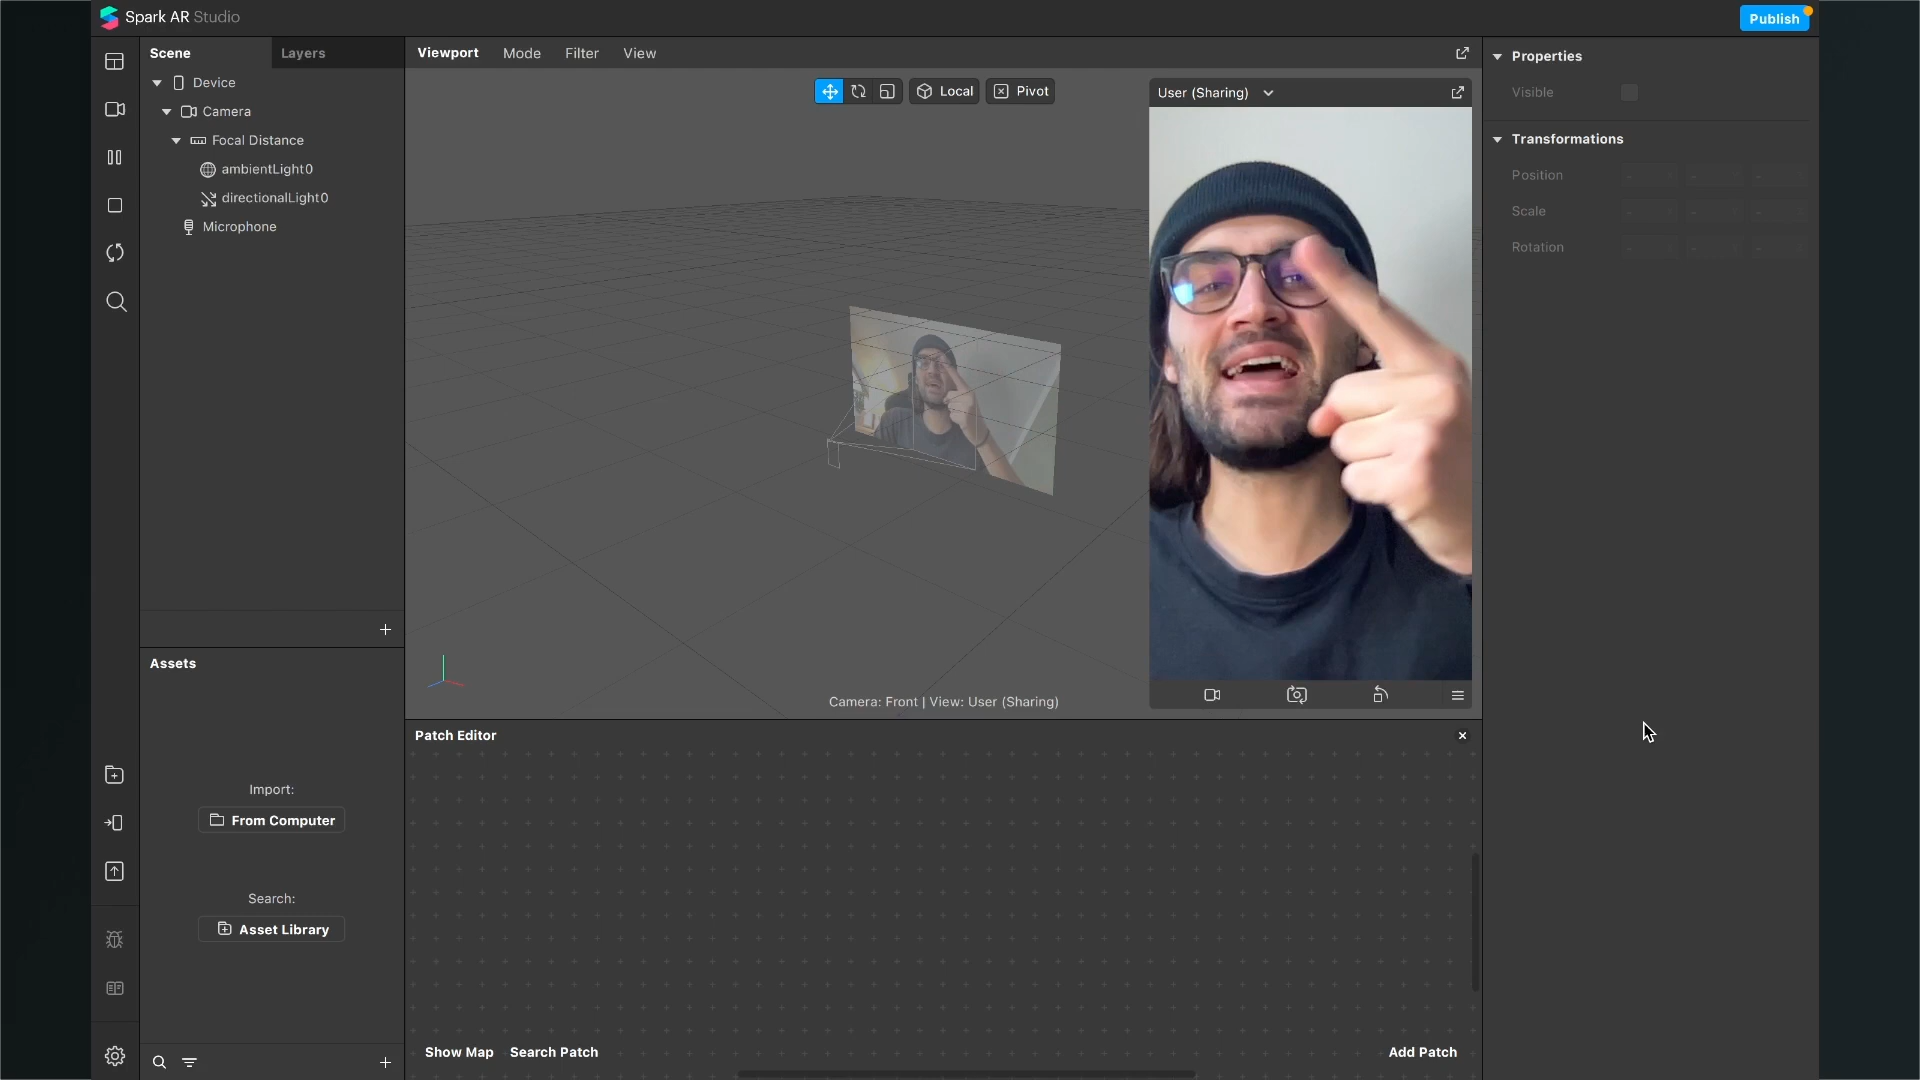 Spark AR Studio
Publish
Scene
Layers
Device
Camera
Focal Distance
ambientLight0
directionalLight0
Microphone
Viewport
Mode
Filter
View
Local
Pivot
User (Sharing)
Camera: Front | View: User (Sharing)
Properties
Visible
Transformations
Position
Scale
Rotation
Assets
Import:
From Computer
Search:
Asset Library
Patch Editor
Show Map
Search Patch
Add Patch